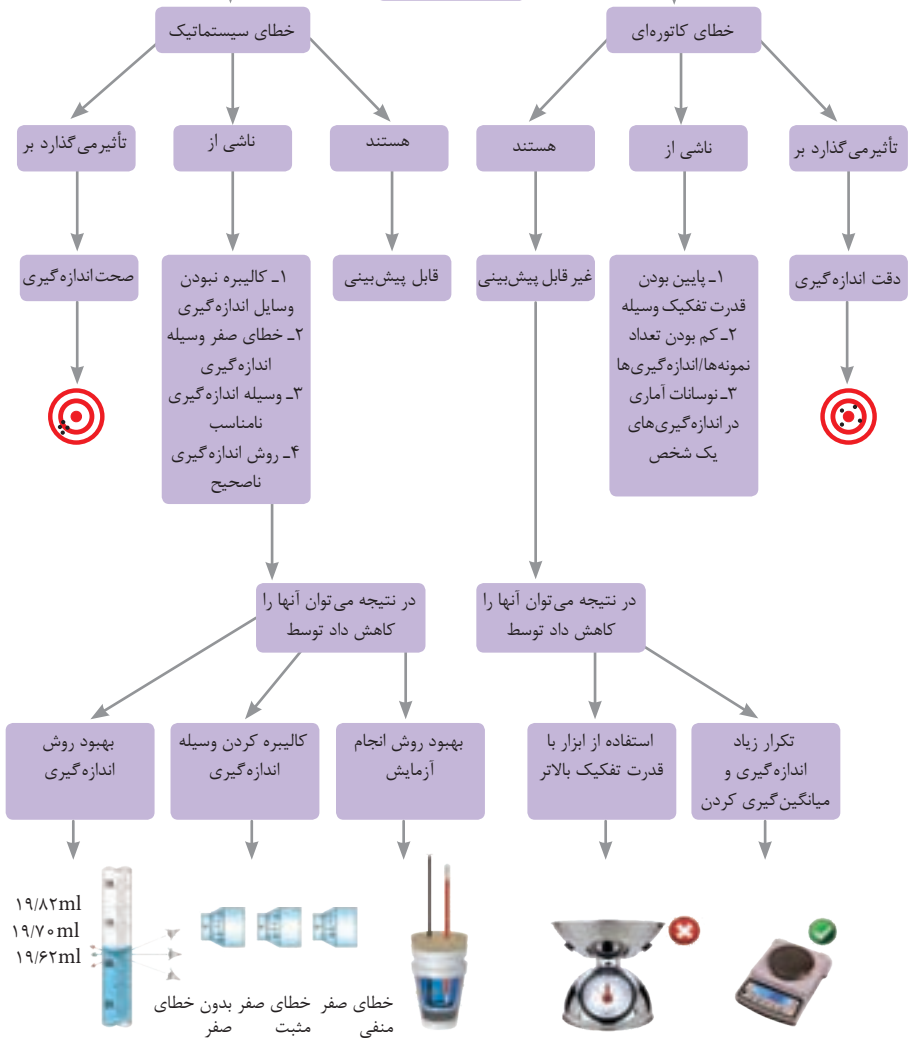 خطای کاتوره‌ای
خطای سیستماتیک
تأثیرمی‌گذارد بر
ناشی از
هستند
هستند
ناشی از
تأثیرمی‌گذارد بر
دقت اندازه‌گیری
۱ـ پایین بودن
قدرت تفکیک وسیله
۲ـ کم بودن تعداد
نمونه‌ها/اندازه‌گیری‌ها
۳ـ نوسانات آماری
در اندازه‌گیری‌های
یک شخص
غیر قابل پیش‌بینی
قابل پیش‌بینی
۱ـ کالیبره نبودن
وسایل اندازه‌گیری
۲ـ خطای صفر وسیله
اندازه‌گیری
۳ـ وسیله اندازه‌گیری
نامناسب
۴ـ روش اندازه‌گیری
ناصحیح
صحت‌اندازه‌گیری
در نتیجه می‌توان آنها را
کاهش داد توسط
در نتیجه می‌توان آنها را
کاهش داد توسط
تکرار زیاد
اندازه‌گیری و
میانگین‌گیری کردن
استفاده از ابزار با
قدرت تفکیک بالاتر
بهبود روش انجام
آزمایش
کالیبره کردن وسیله
اندازه‌گیری
بهبود روش
اندازه‌گیری
۱۹/۸۲ml
۱۹/۷۰ml
۱۹/۶۲ml
خطای صفر
منفی
خطای صفر
مثبت
بدون خطای
صفر